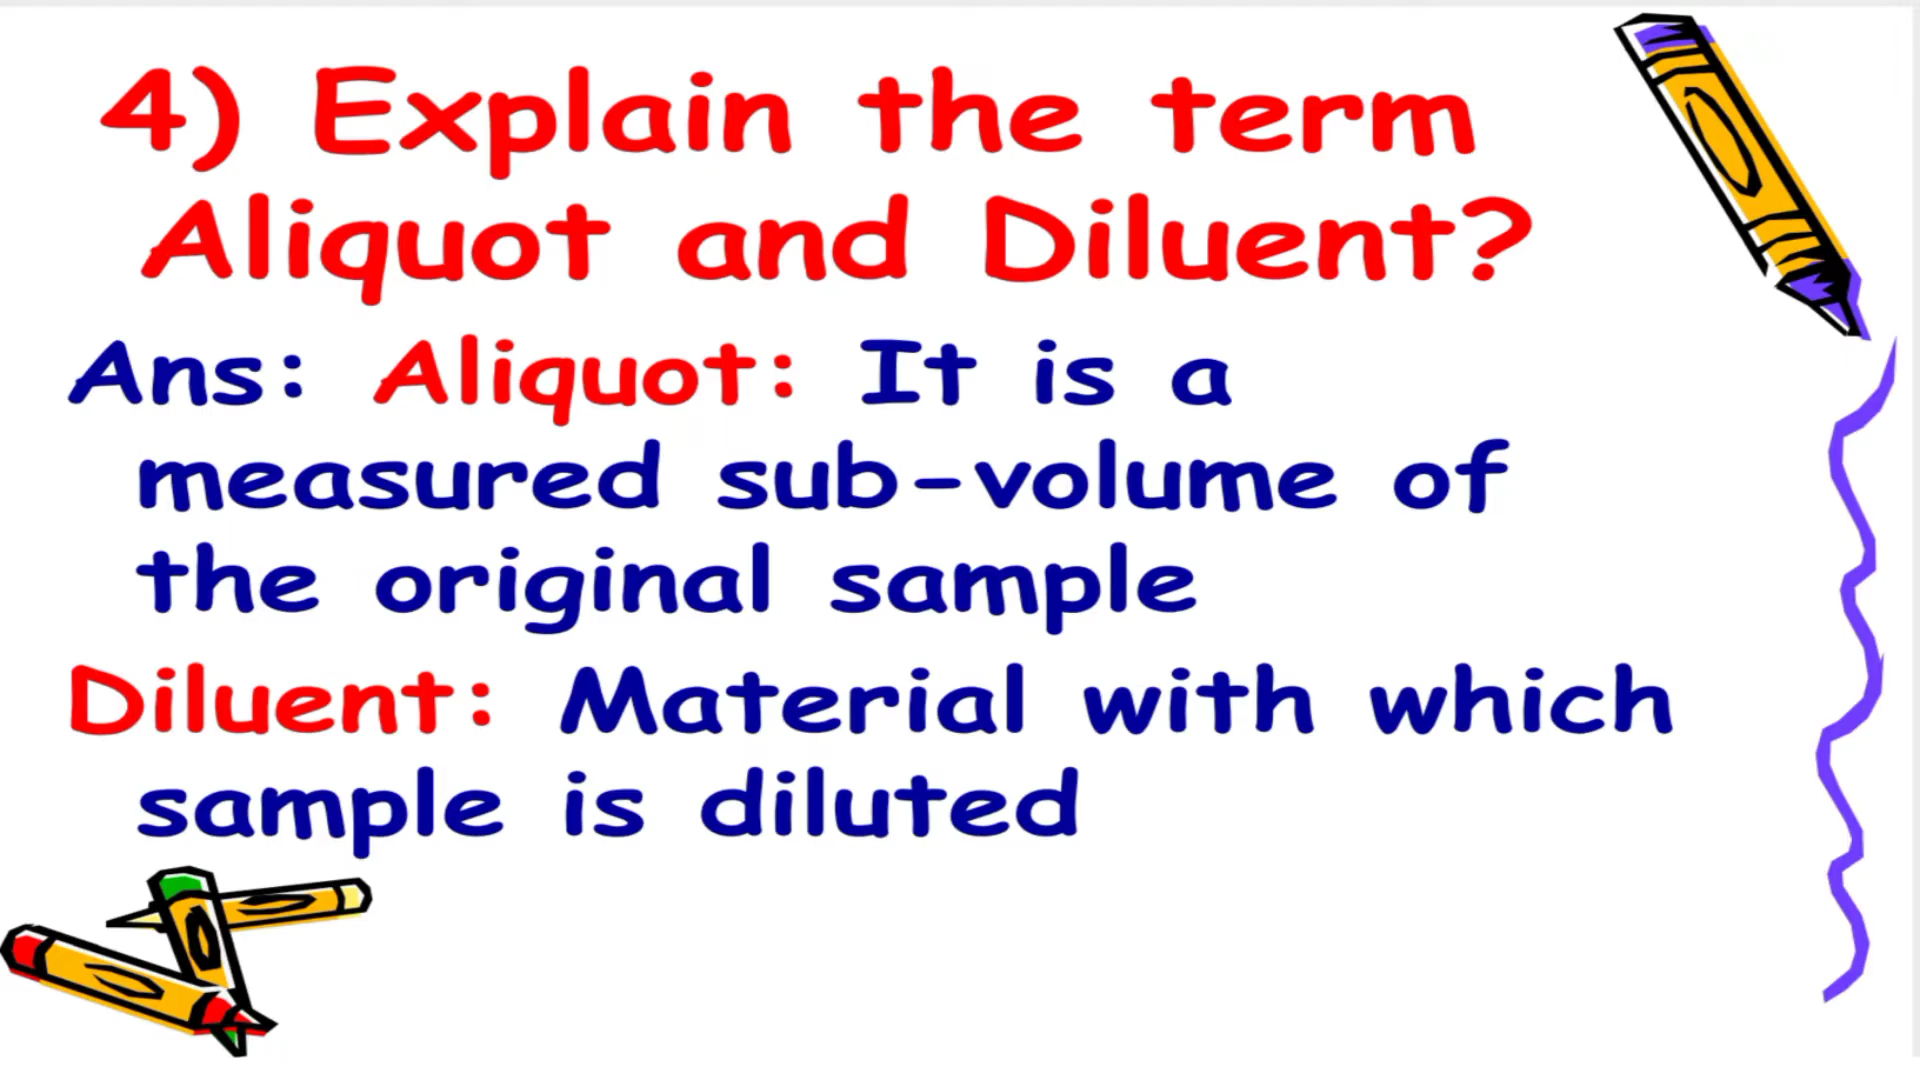 4) Explain the term
Aliquot and Diluent?
Ans: Aliquot: It is a
measured sub-volume of
the original sample
Diluent: Material with which
sample is diluted